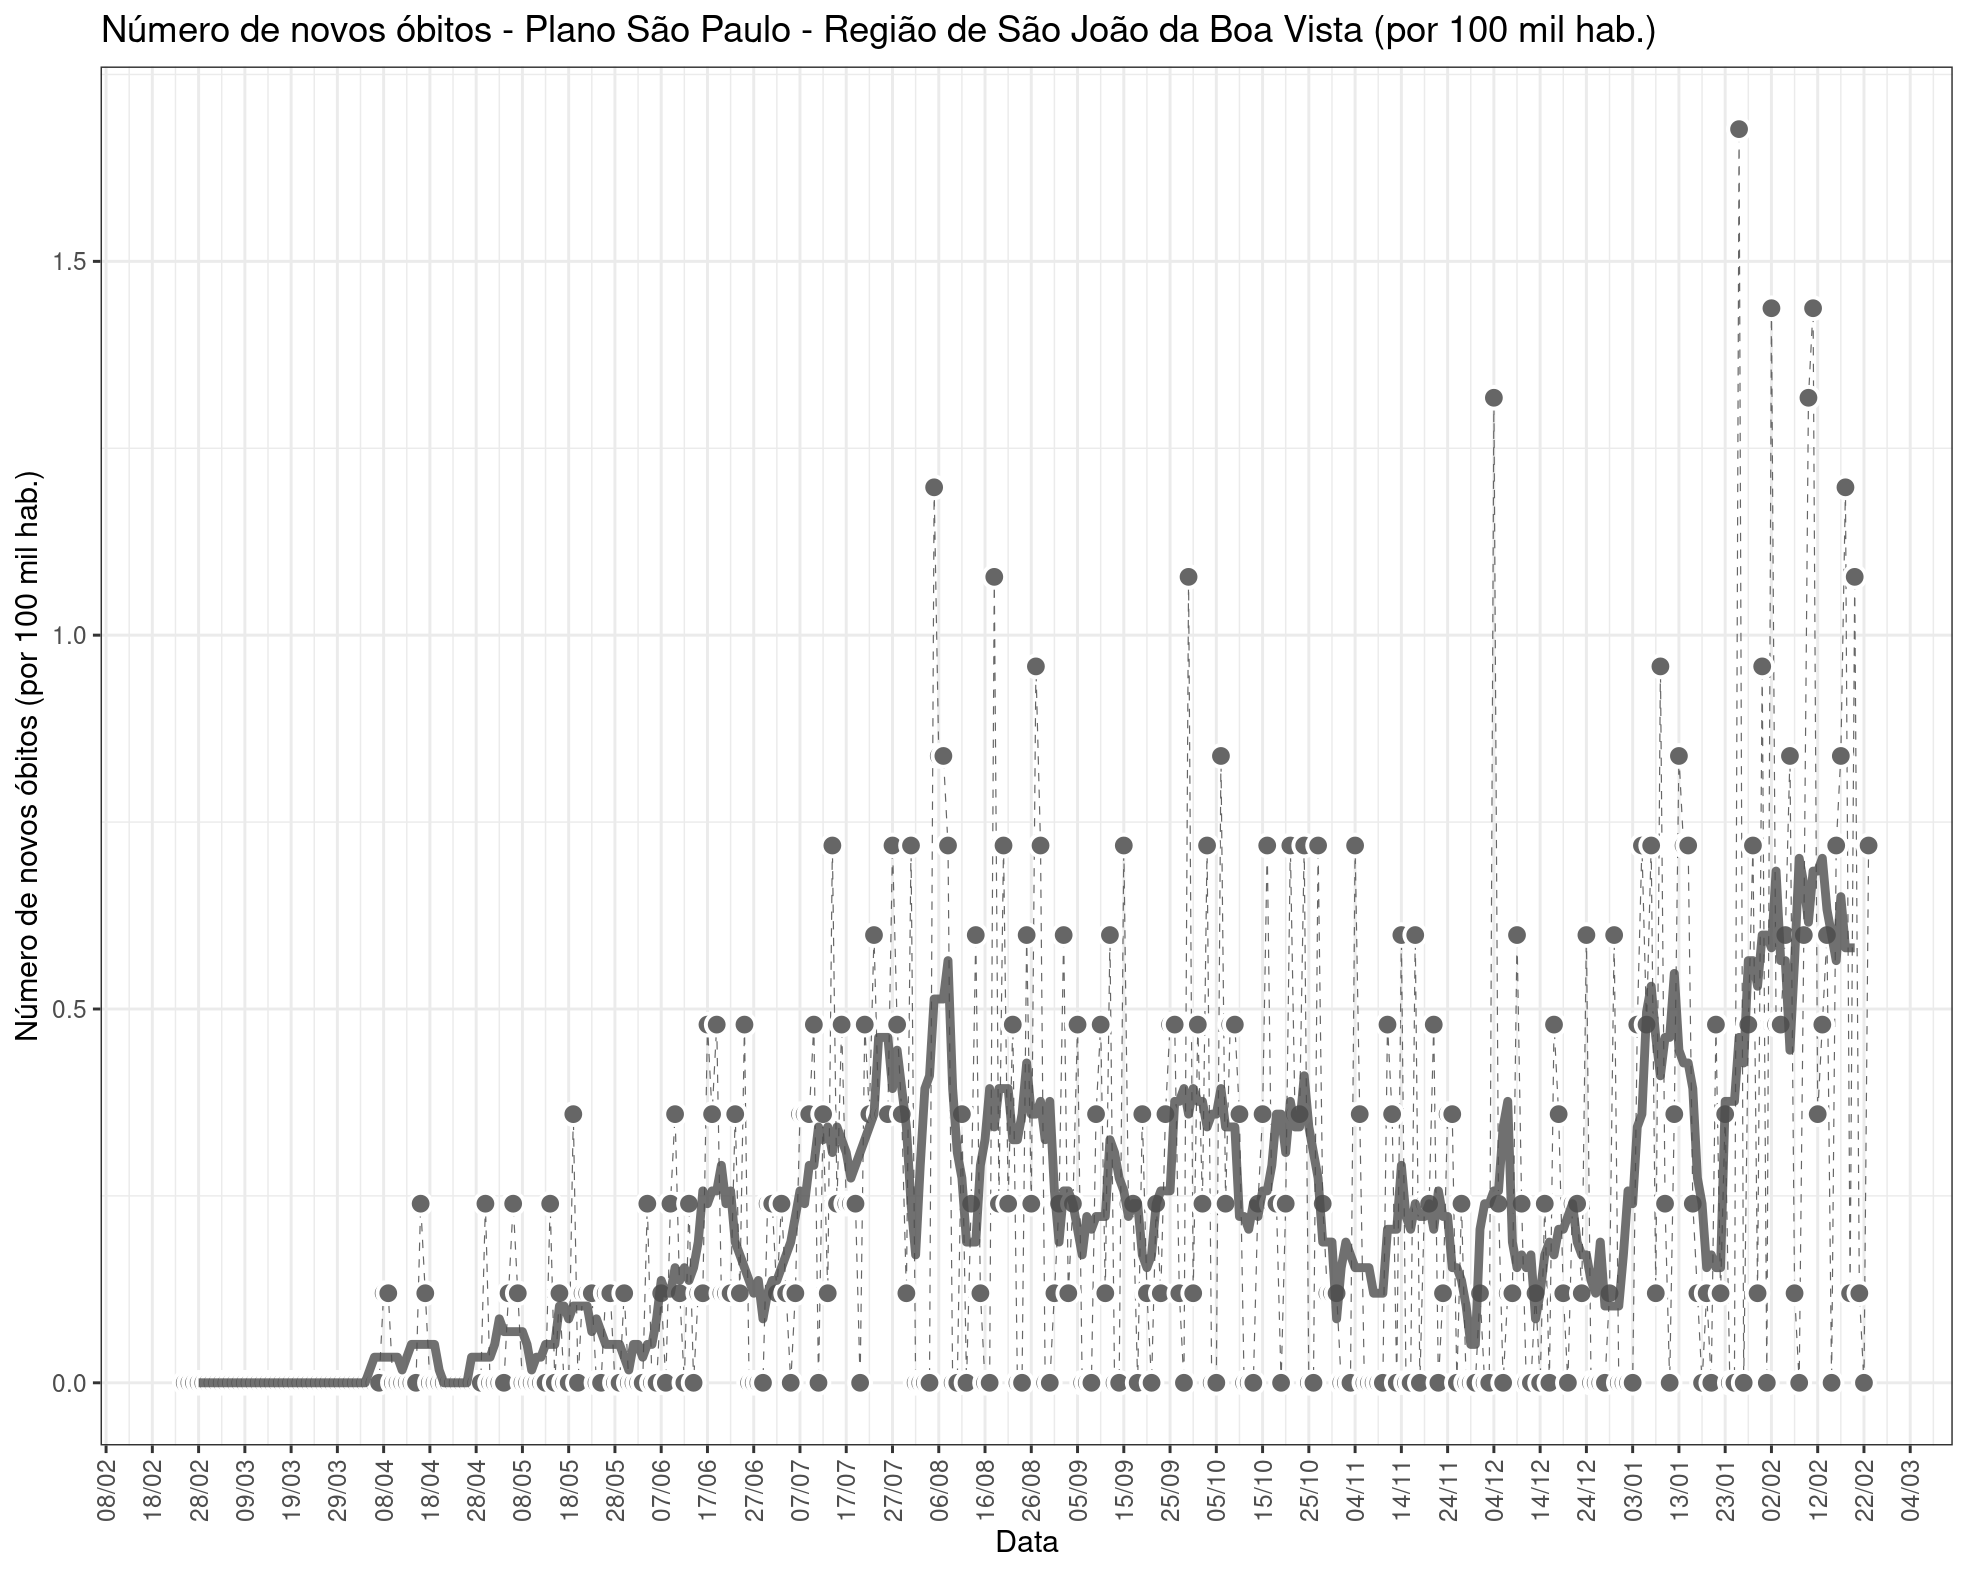 Número de novos óbitos - Plano São Paulo - Região de São João da Boa Vista (por 100 mil hab.)
Número de novos óbitos (por 100 mil hab.)
1.5
1.0
0.5
0.0
08/02 18/02 28/02 09/03 19/03 29/03 08/04 18/04 28/04 08/05 18/05 28/05 07/06 17/06 27/06 07/07 17/07 27/07 06/08 16/08 26/08 05/09 15/09 25/09 05/10 15/10 25/10 04/11 14/11 24/11 04/12 14/12 24/12 03/01 13/01 23/01 02/02 12/02 22/02 04/03
Data